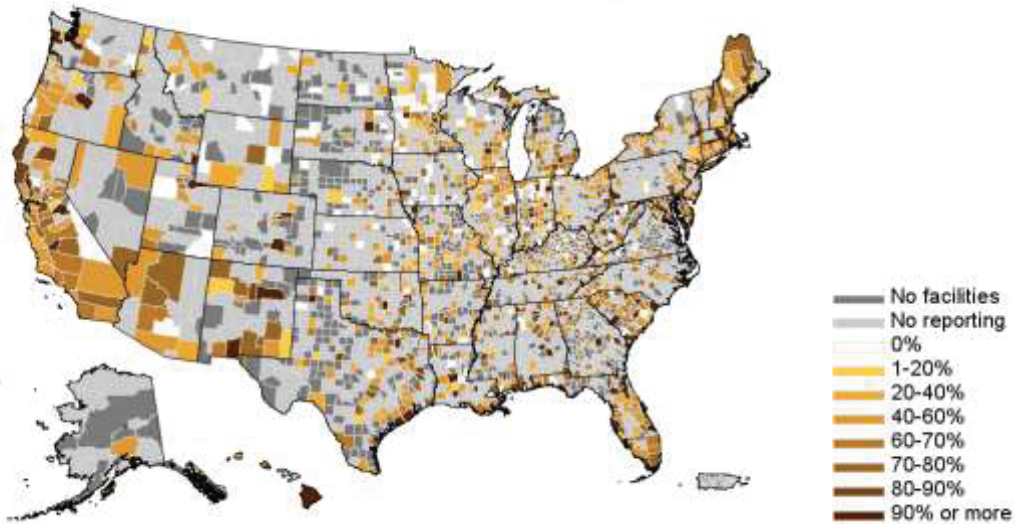 No facilities
No reporting
0%
1-20%
20-40%
40-60%
60-70%
70-80%
80-90%
90% or more